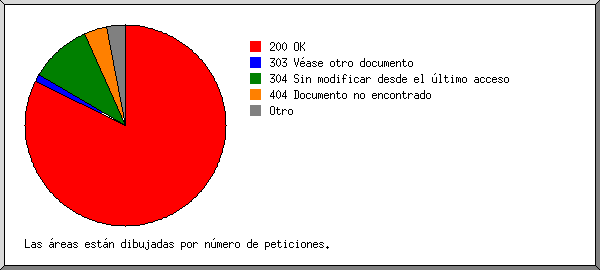 200 OK
303 Véase otro documento
304 Sin modificar desde el último acceso
404 Documento no encontrado
Otro
Las áreas están dibujadas por número de peticiones.